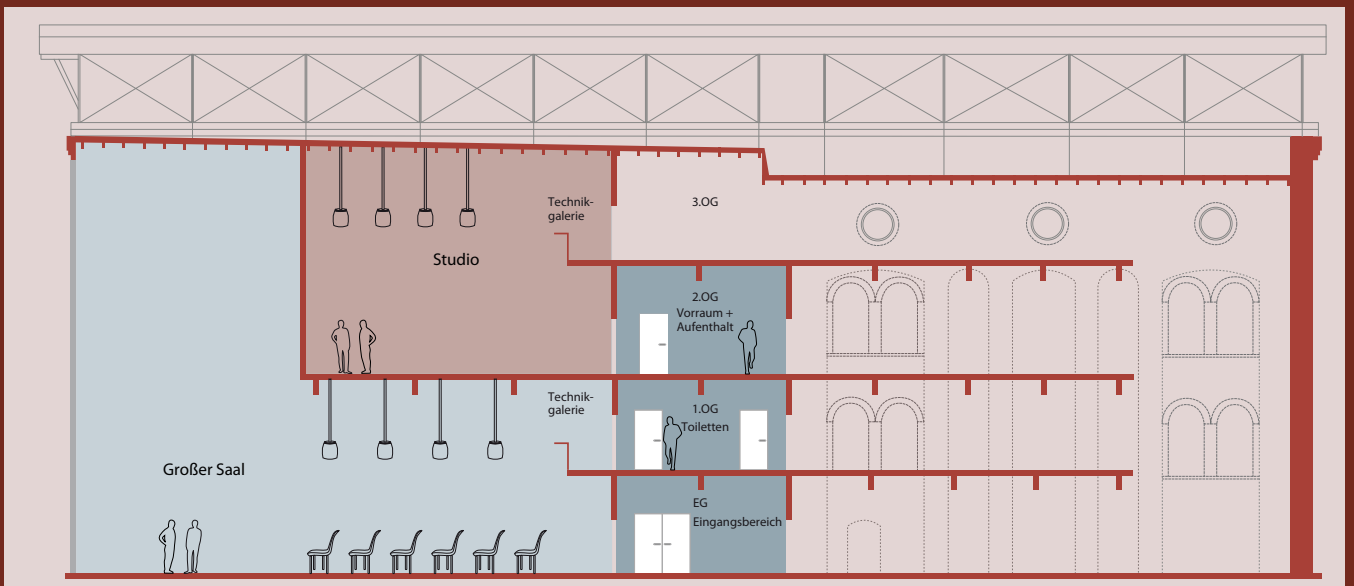 Technik-
galerie
3.OG
Studio
2.OG
Vorraum +
Aufenthalt
Technik-
galerie
1.OG
Toiletten
Großer Saal
EG
Eingangsbereich